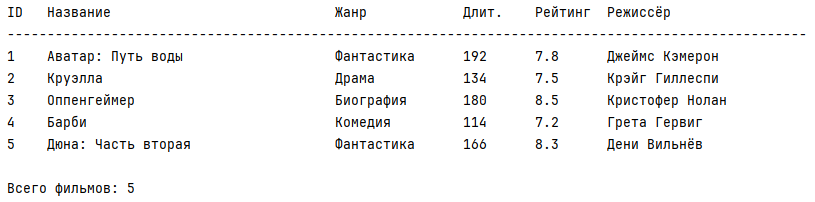 ID   Название                            Жанр            Длит.    Рейтинг  Режиссёр
----------------------------------------------------------------------------------------------------
1    Аватар: Путь воды                   Фантастика      192      7.8      Джеймс Кэмерон
2    Круэлла                             Драма           134      7.5      Крэйг Гиллеспи
3    Оппенгеймер                         Биография       180      8.5      Кристофер Нолан
4    Барби                               Комедия         114      7.2      Грета Гервиг
5    Дюна: Часть вторая                  Фантастика      166      8.3      Дени Вильнёв
Всего фильмов: 5